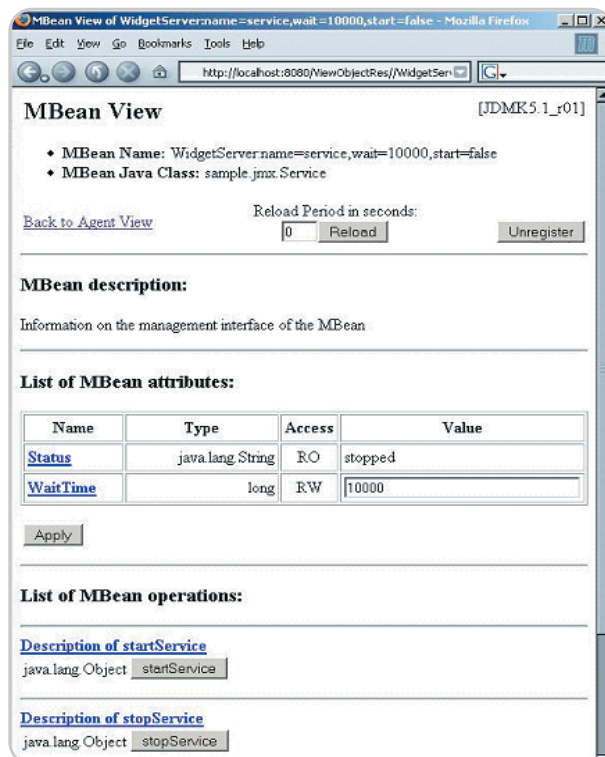 MBean View of WidgetServer:name=service,wait=10000,start=false - Mozilla Firefox
File Edit View Go Bookmarks Tools Help
http://localhost:8080/ViewObjectRes//WidgetSer
MBean View
[JDMK5.1_r01]
MBean Name: WidgetServer:name=service,wait=10000,start=false
MBean Java Class: sample.jmx.Service
Back to Agent View
Reload Period in seconds:
0 Reload
Unregister
MBean description:
Information on the management interface of the MBean
List of MBean attributes:
Name Type Access Value
Status java.lang.String RO stopped
WaitTime long RW 10000
Apply
List of MBean operations:
Description of startService
java.lang.Object startService
Description of stopService
java.lang.Object stopService